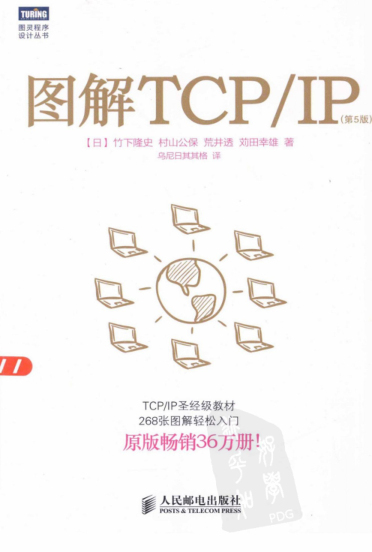 TURING
图灵程序
设计丛书
图解TCP/IP(第5版)
【日】竹下隆史 村山公保 荒井透 苅田幸雄 著
乌尼日其其格 译
TCP/IP圣经级教材
268张图解轻松入门
原版畅销36万册!
人民邮电出版社
POSTS & TELECOM PRESS
PDG